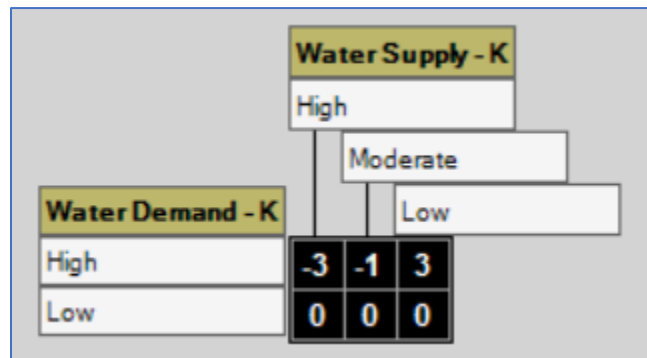 Water Supply - K
High
Moderate
Water Demand - K Low
High -3 -1 3
Low 0 0 0